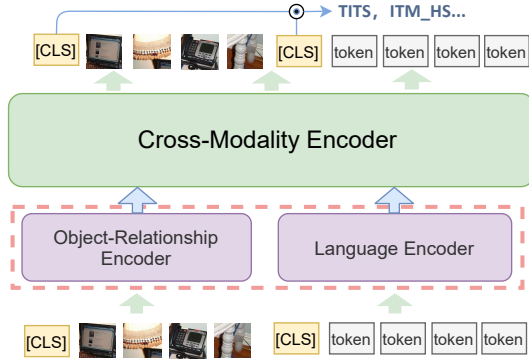 TITS, ITM_HS...
[CLS] [CLS] token token token token
Cross-Modality Encoder
Object-Relationship
Encoder
Language Encoder
[CLS] [CLS] token token token token